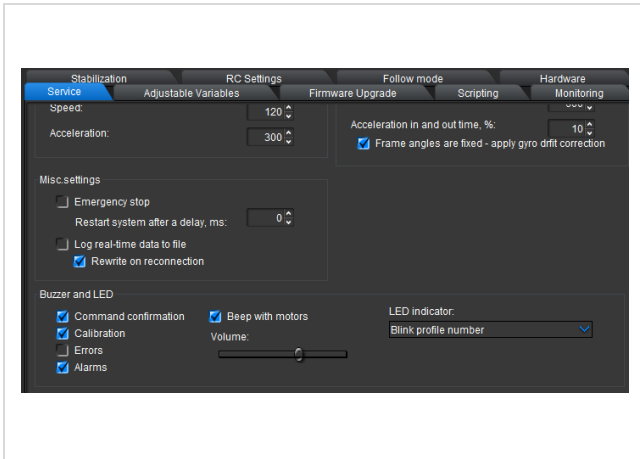 Stabilization RC Settings Follow mode Hardware
Service Adjustable Variables Firmware Upgrade Scripting Monitoring
Speed: 120
Acceleration: 300
Acceleration in and out time, %: 10
Frame angles are fixed - apply gyro drfit correction
Misc.settings
Emergency stop
Restart system after a delay, ms: 0
Log real-time data to file
Rewrite on reconnection
Buzzer and LED
Command confirmation
Calibration
Errors
Alarms
Beep with motors
Volume:
LED indicator:
Blink profile number